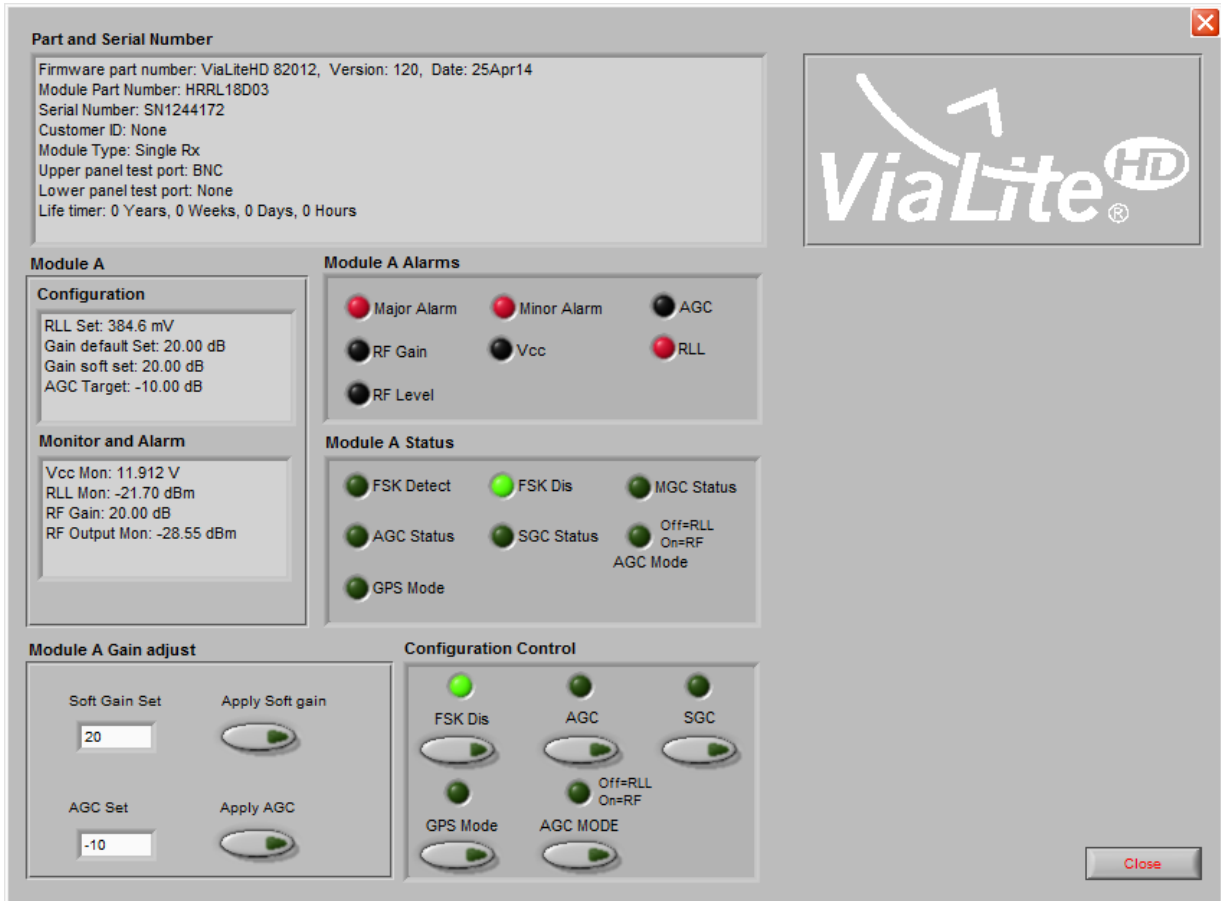 Part and Serial Number
Firmware part number: ViaLiteHD 82012, Version: 120, Date: 25Apr14
Module Part Number: HRRL18D03
Serial Number: SN1244172
Customer ID: None
Module Type: Single Rx
Upper panel test port: BNC
Lower panel test port: None
Life timer: 0 Years, 0 Weeks, 0 Days, 0 Hours
ViaLite HD ®
Module A
Configuration
RLL Set: 384.6 mV
Gain default Set: 20.00 dB
Gain soft set: 20.00 dB
AGC Target: -10.00 dB
Monitor and Alarm
Vcc Mon: 11.912 V
RLL Mon: -21.70 dBm
RF Gain: 20.00 dB
RF Output Mon: -28.55 dBm
Module A Alarms
Major Alarm Minor Alarm AGC
RF Gain Vcc RLL
RF Level
Module A Status
FSK Detect FSK Dis MGC Status
AGC Status SGC Status Off=RLL
On=RF
AGC Mode
GPS Mode
Module A Gain adjust
Soft Gain Set Apply Soft gain
20
AGC Set Apply AGC
-10
Configuration Control
FSK Dis AGC SGC
Off=RLL
On=RF
GPS Mode AGC MODE
Close